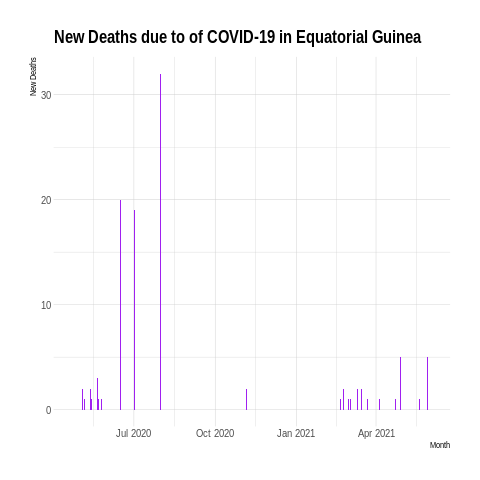 New Deaths due to of COVID-19 in Equatorial Guinea
New Deaths
30
20
10
0
Jul 2020 Oct 2020 Jan 2021 Apr 2021
Month